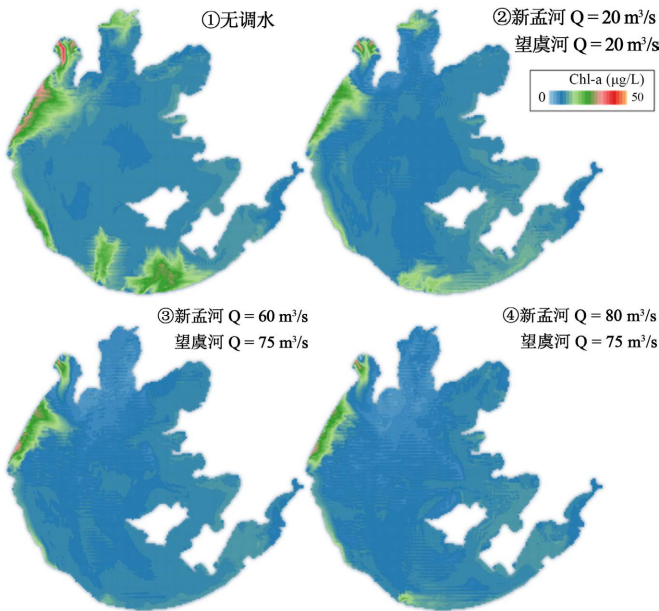 ①无调水
②新孟河 Q = 20 m³/s
望虞河 Q = 20 m³/s
Chl-a (μg/L)
0 50
③新孟河 Q = 60 m³/s
望虞河 Q = 75 m³/s
④新孟河 Q = 80 m³/s
望虞河 Q = 75 m³/s